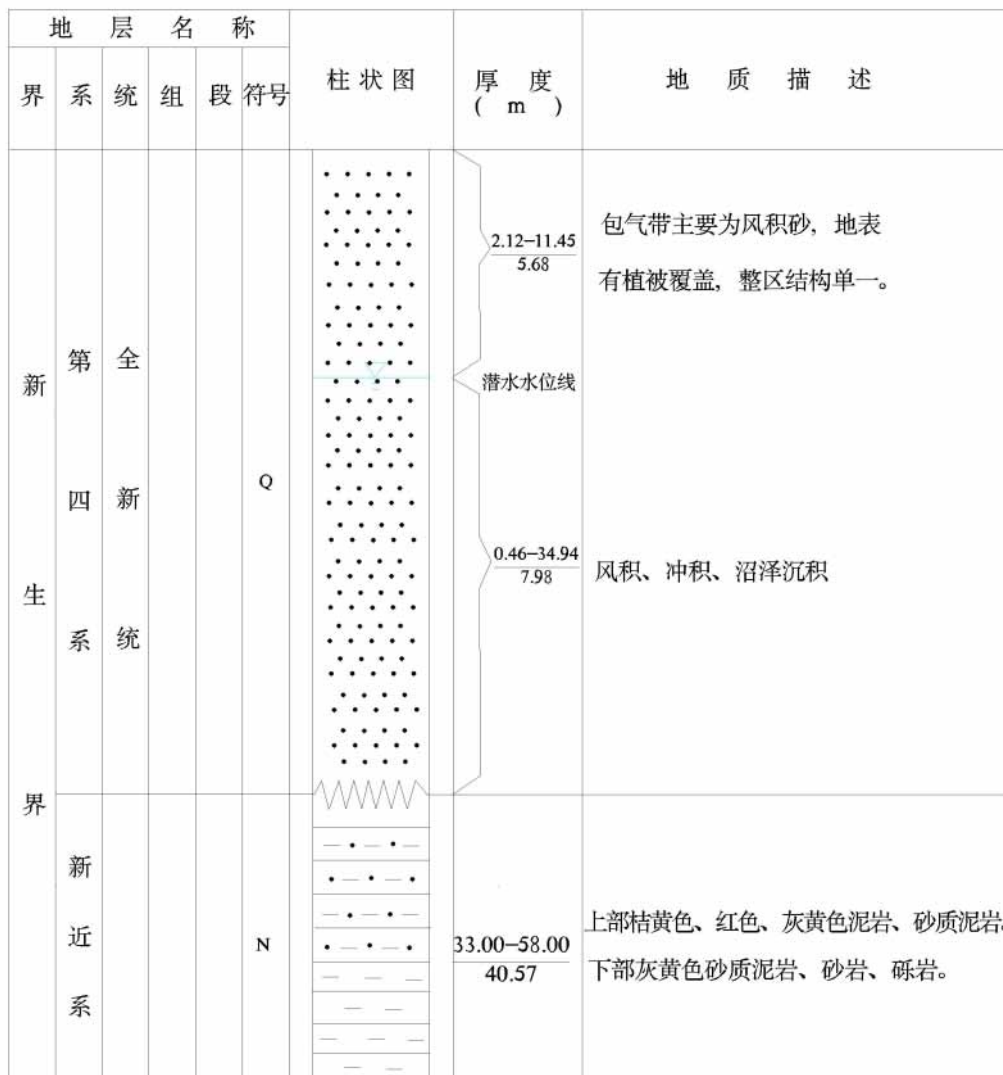 地层名称
界 系 统 组 段 符号
柱状图
厚度
(m)
地质描述
新生界
第四系
全新统
Q
2.12–11.45
5.68
包气带主要为风积砂，地表
有植被覆盖，整区结构单一。
潜水水位线
0.46–34.94
7.98
风积、冲积、沼泽沉积
新近系
N
33.00–58.00
40.57
上部桔黄色、红色、灰黄色泥岩、砂质泥岩.
下部灰黄色砂质泥岩、砂岩、砾岩。